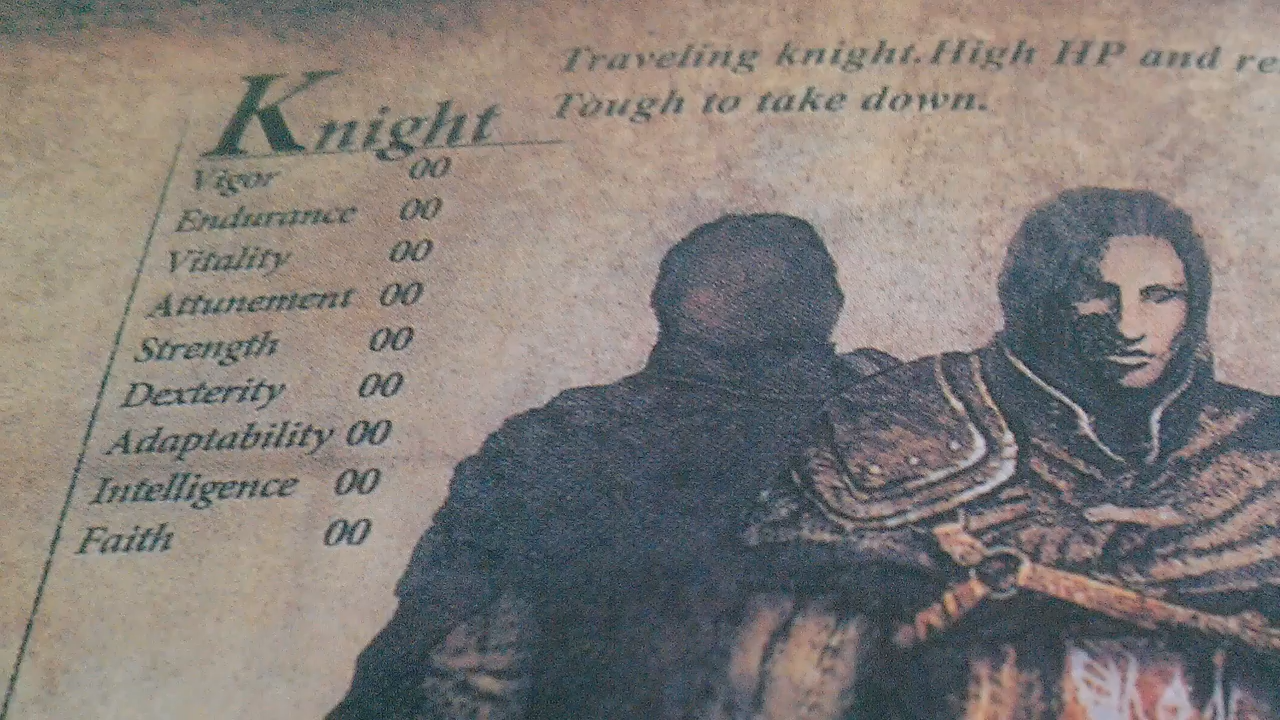 Knight
Traveling knight.High HP and
Tough to take down.
Vigor 00
Endurance 00
Vitality 00
Attunement 00
Strength 00
Dexterity 00
Adaptability 00
Intelligence 00
Faith 00